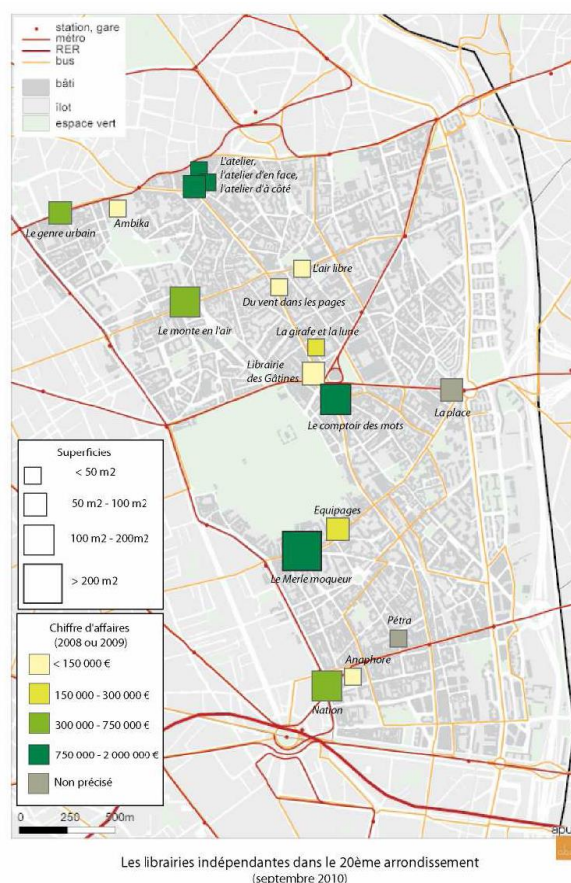 station, gare
métro
RER
bus
bâti
îlot
espace vert
L'atelier,
l'atelier d'en face,
l'atelier d'à côté
Le genre urbain
Ambika
L'air libre
Du vent dans les pages
Le monte en l'air
La girafe et la lune
Librairie
des Gâtines
La place
Le comptoir des mots
Superficies
< 50 m2
50 m2 - 100 m2
100 m2 - 200m2
> 200 m2
Equipages
Le Merle moqueur
Pétra
Anaphore
Nation
Chiffre d'affaires
(2008 ou 2009)
< 150 000 €
150 000 - 300 000 €
300 000 - 750 000 €
750 000 - 2 000 000 €
Non précisé
0 250 500m
apu
Les librairies indépendantes dans le 20ème arrondissement
(septembre 2010)